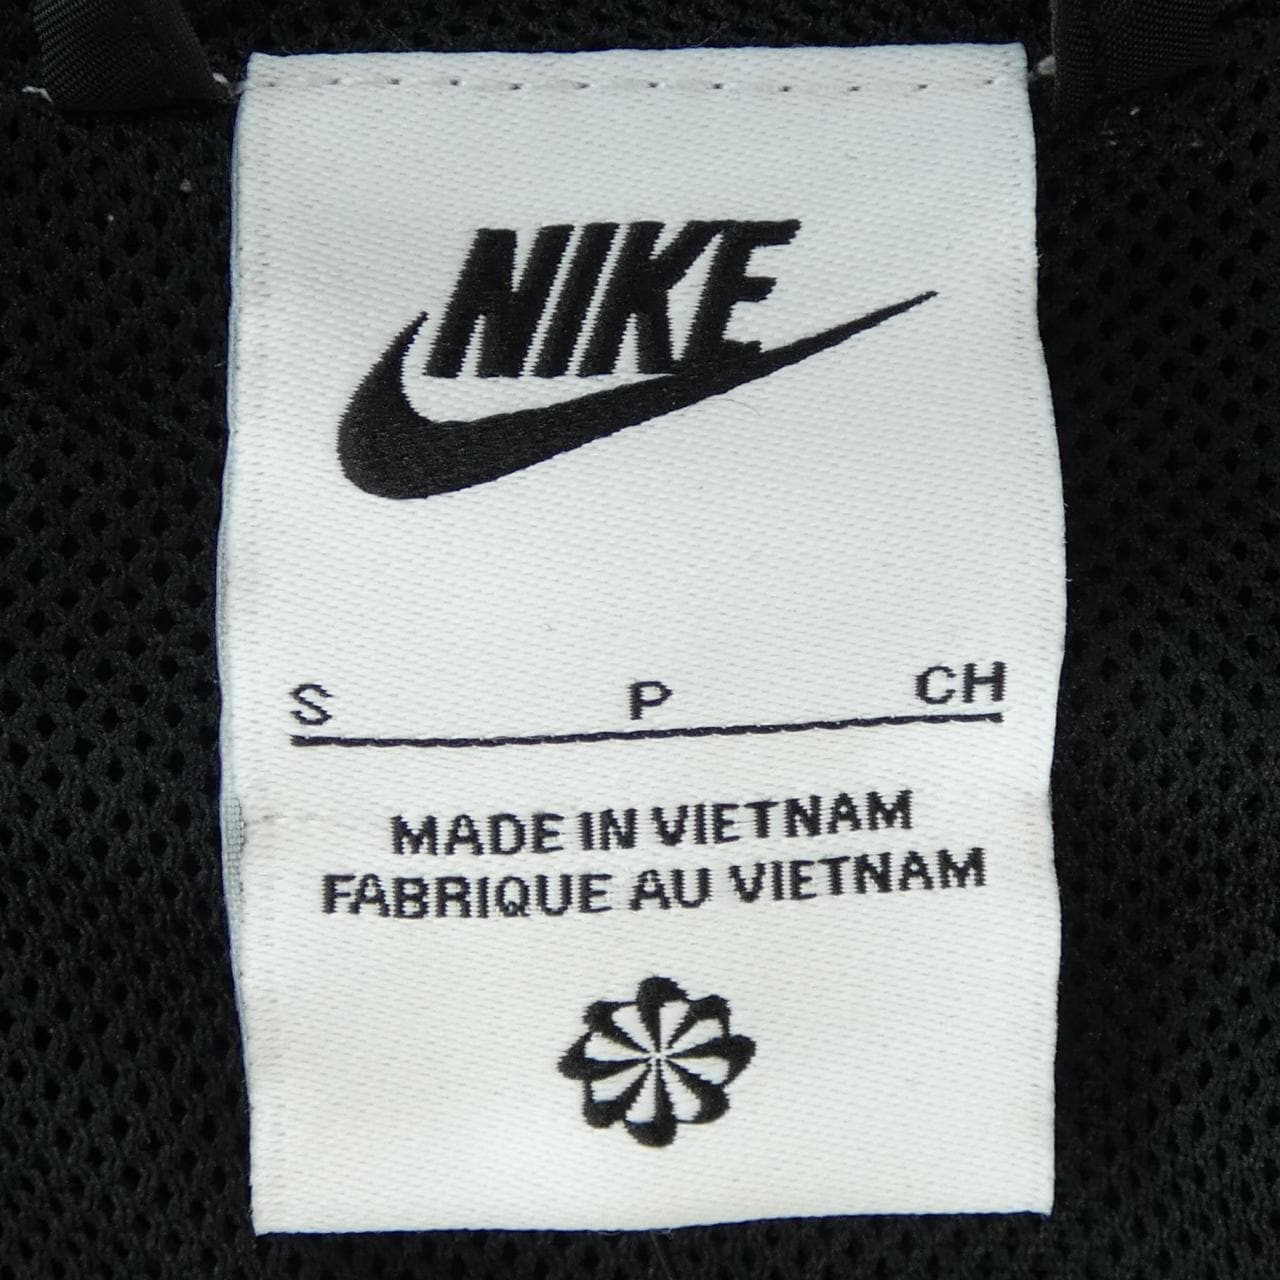 NIKE
S P CH
MADE IN VIETNAM
FABRIQUE AU VIETNAM